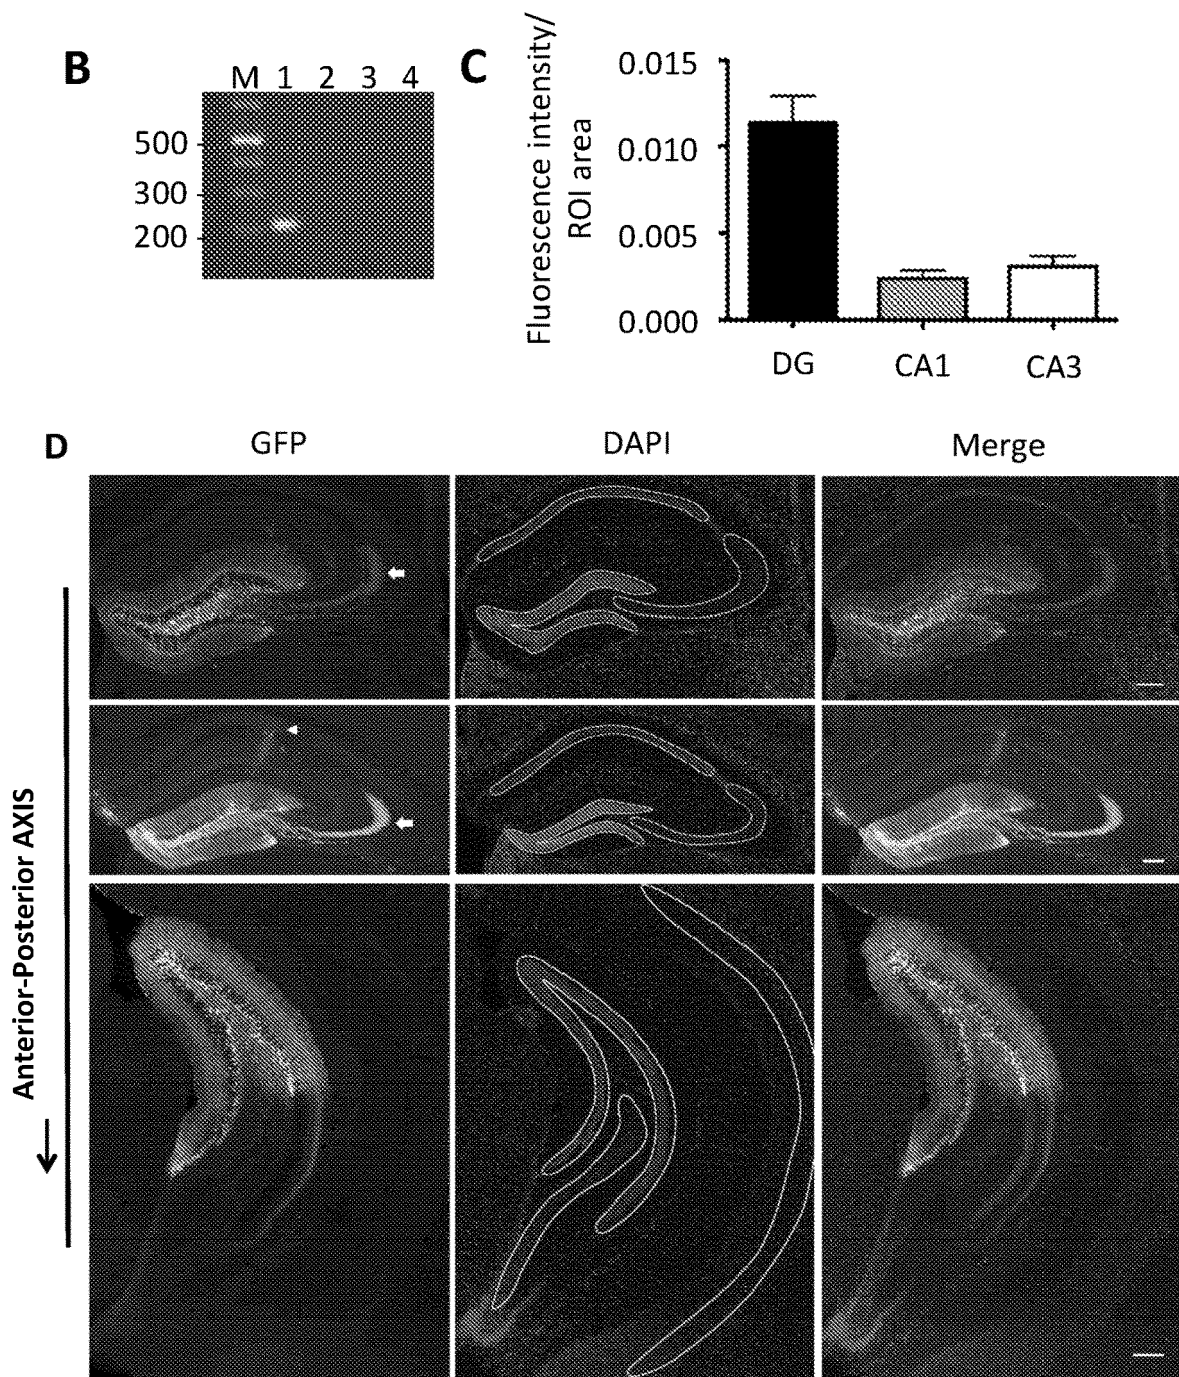 B
M 1 2 3 4
500
300
200
C
Fluorescence intensity/
ROI area
0.015
0.010
0.005
0.000
DG CA1 CA3
D
GFP DAPI Merge
Anterior-Posterior AXIS